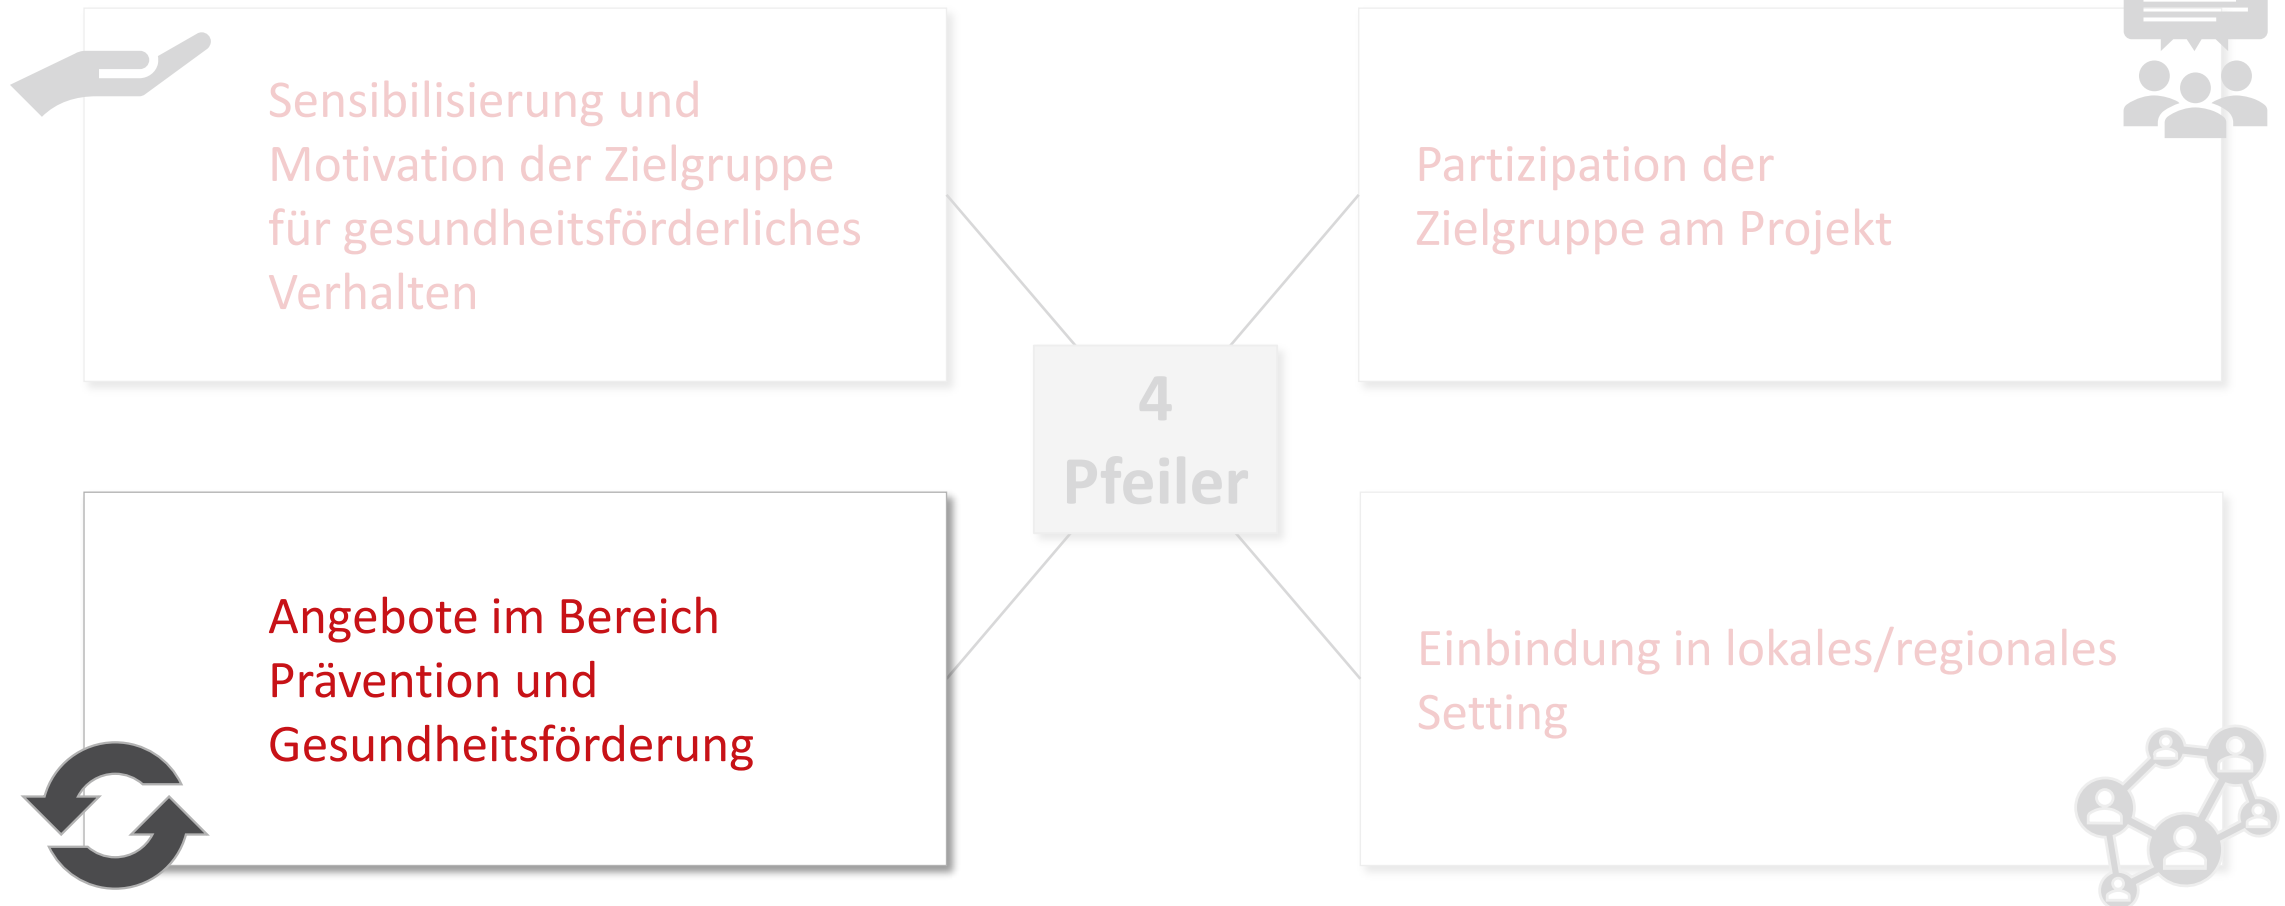 Sensibilisierung und
Motivation der Zielgruppe
für gesundheitsförderliches
Verhalten
Partizipation der
Zielgruppe am Projekt
4
Pfeiler
Angebote im Bereich
Prävention und
Gesundheitsförderung
Einbindung in lokales/regionales
Setting